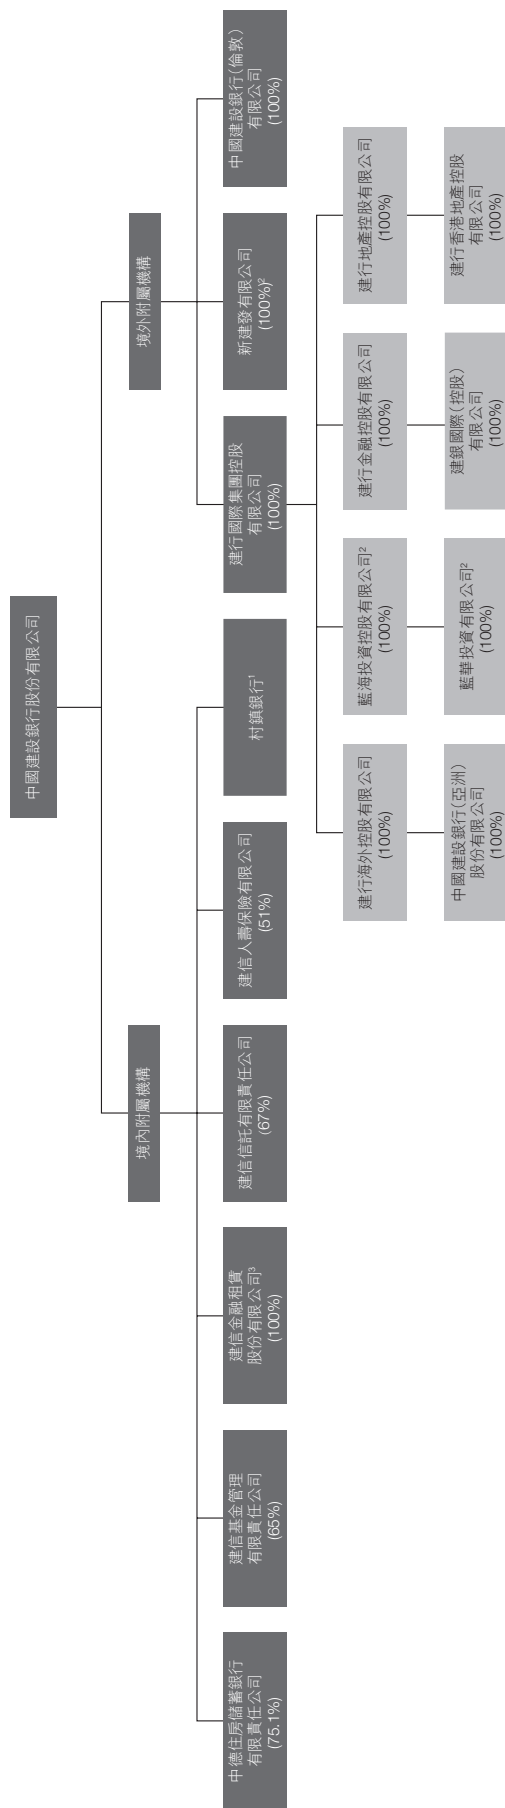 中國建設銀行股份有限公司
境內附屬機構
境外附屬機構
中德住房儲蓄銀行
有限責任公司
(75.1%)
建信基金管理
有限責任公司
(65%)
建信金融租賃
股份有限公司³
(100%)
建信信託有限責任公司
(67%)
建信人壽保險有限公司
(51%)
村鎮銀行¹
建行國際集團控股
有限公司
(100%)
新建發有限公司
(100%)²
中國建設銀行(倫敦)
有限公司
(100%)
建行海外控股有限公司
(100%)
藍海投資控股有限公司²
(100%)
建行金融控股有限公司
(100%)
建行地產控股有限公司
(100%)
中國建設銀行(亞洲)
股份有限公司
(100%)
藍華投資有限公司²
(100%)
建銀國際(控股)
有限公司
(100%)
建行香港地產控股
有限公司
(100%)